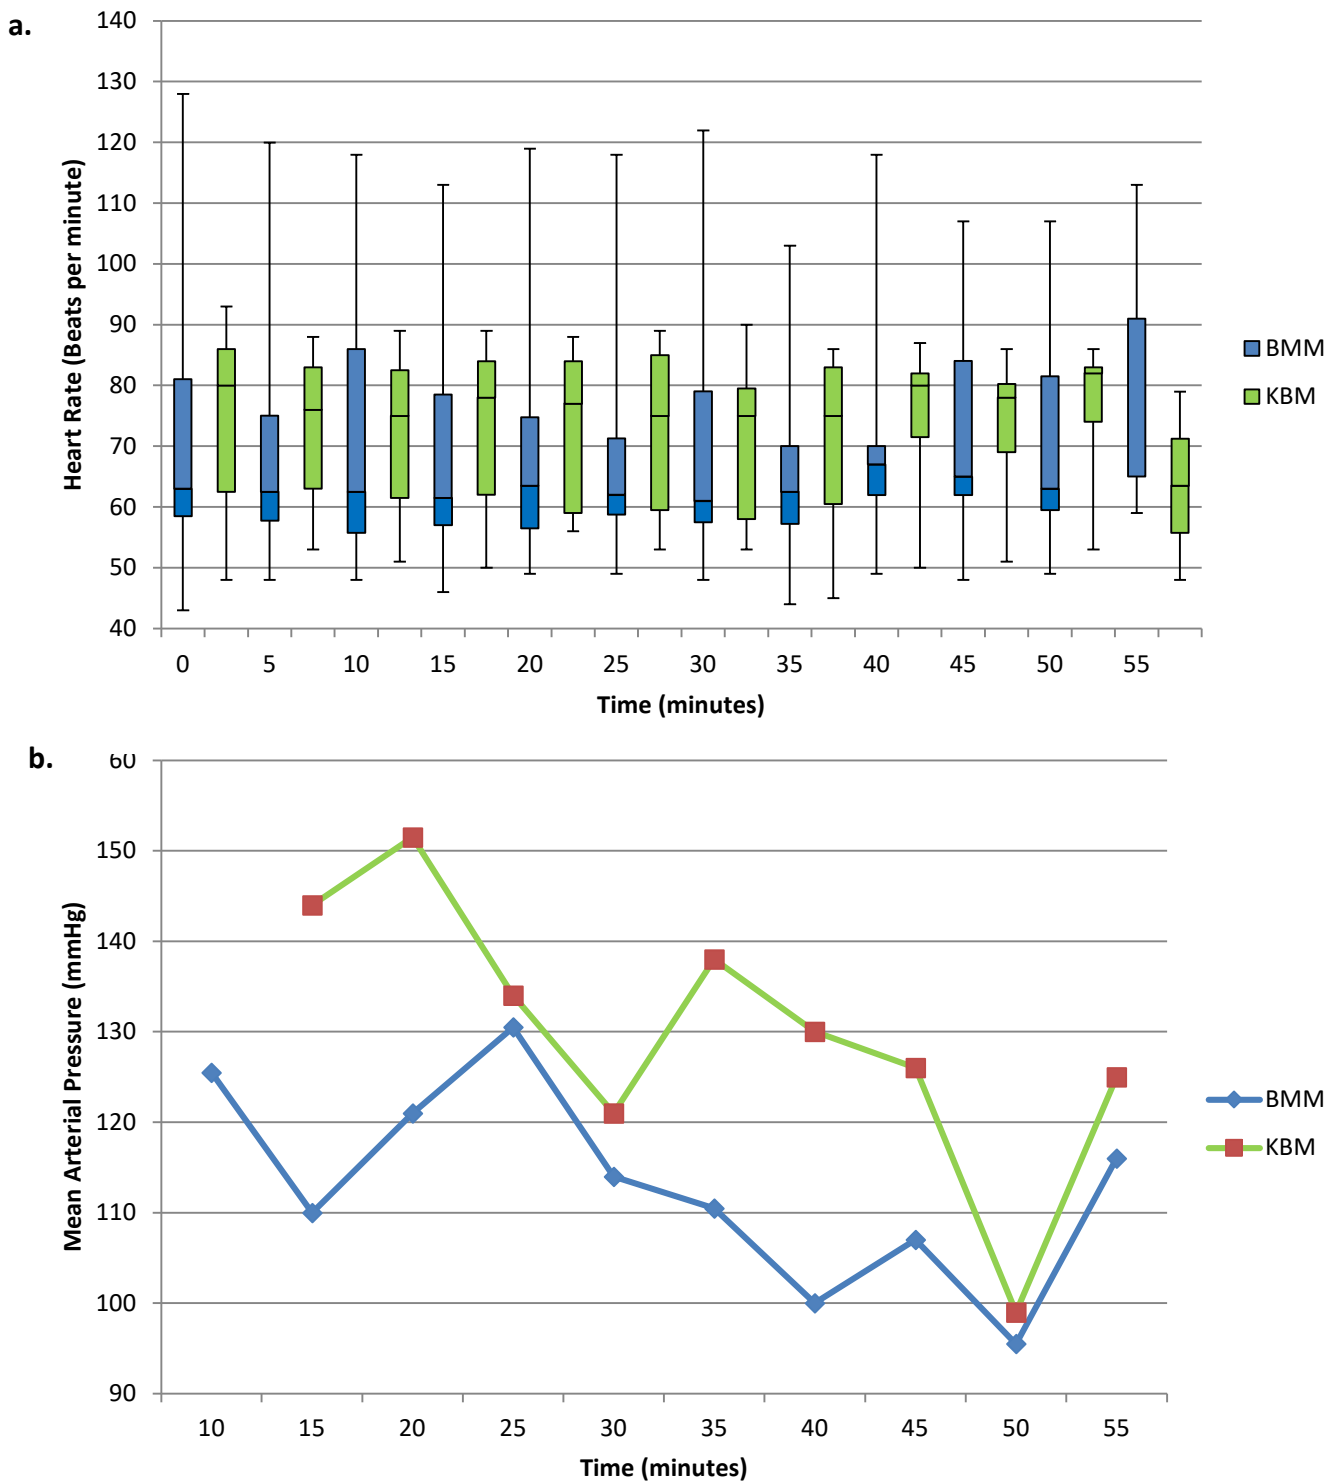 a.
140
130
120
110
100
90
80
70
60
50
40
Heart Rate (Beats per minute)
0 5 10 15 20 25 30 35 40 45 50 55
Time (minutes)
BMM
KBM
b.
60
150
140
130
120
110
100
90
Mean Arterial Pressure (mmHg)
10 15 20 25 30 35 40 45 50 55
Time (minutes)
BMM
KBM